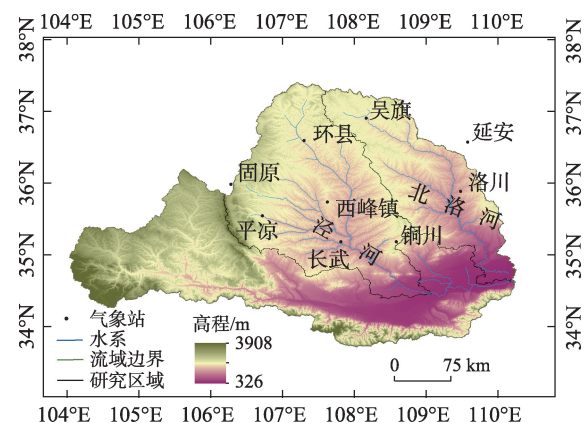 104°E 105°E 106°E 107°E 108°E 109°E 110°E
38°N 38°N
37°N 37°N
36°N 36°N
35°N 35°N
34°N 34°N
吴旗
延安
环县
固原
洛川
北洛河
西峰镇
平凉
泾河
铜川
长武
气象站
水系
流域边界
研究区域
高程/m
3908
326
0 75 km
104°E 105°E 106°E 107°E 108°E 109°E 110°E